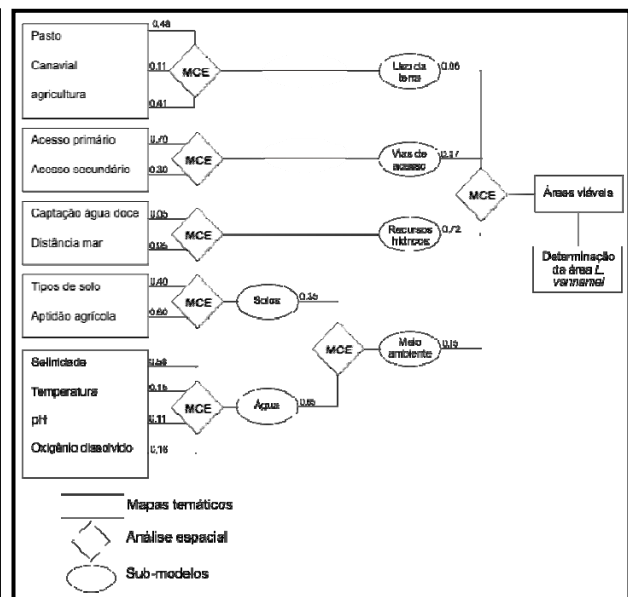 Pasto 0,48
Canavial 0,11
agricultura 0,41
MCE
Uso da terra 0,06
Acesso primário 0,70
Acesso secundário 0,30
MCE
Vias de acesso 0,17
MCE
Áreas viáveis
Captação água doce 0,05
Distância mar 0,95
MCE
Recursos hídricos 0,72
Determinação
da área L.
vannamei
Tipos de solo 0,40
Aptidão agrícola 0,60
MCE
Solos 0,35
MCE
Meio ambiente 0,15
Salinidade 0,58
Temperatura 0,15
pH 0,11
Oxigênio dissolvido 0,16
MCE
Água 0,65
Mapas temáticos
Análise espacial
Sub-modelos